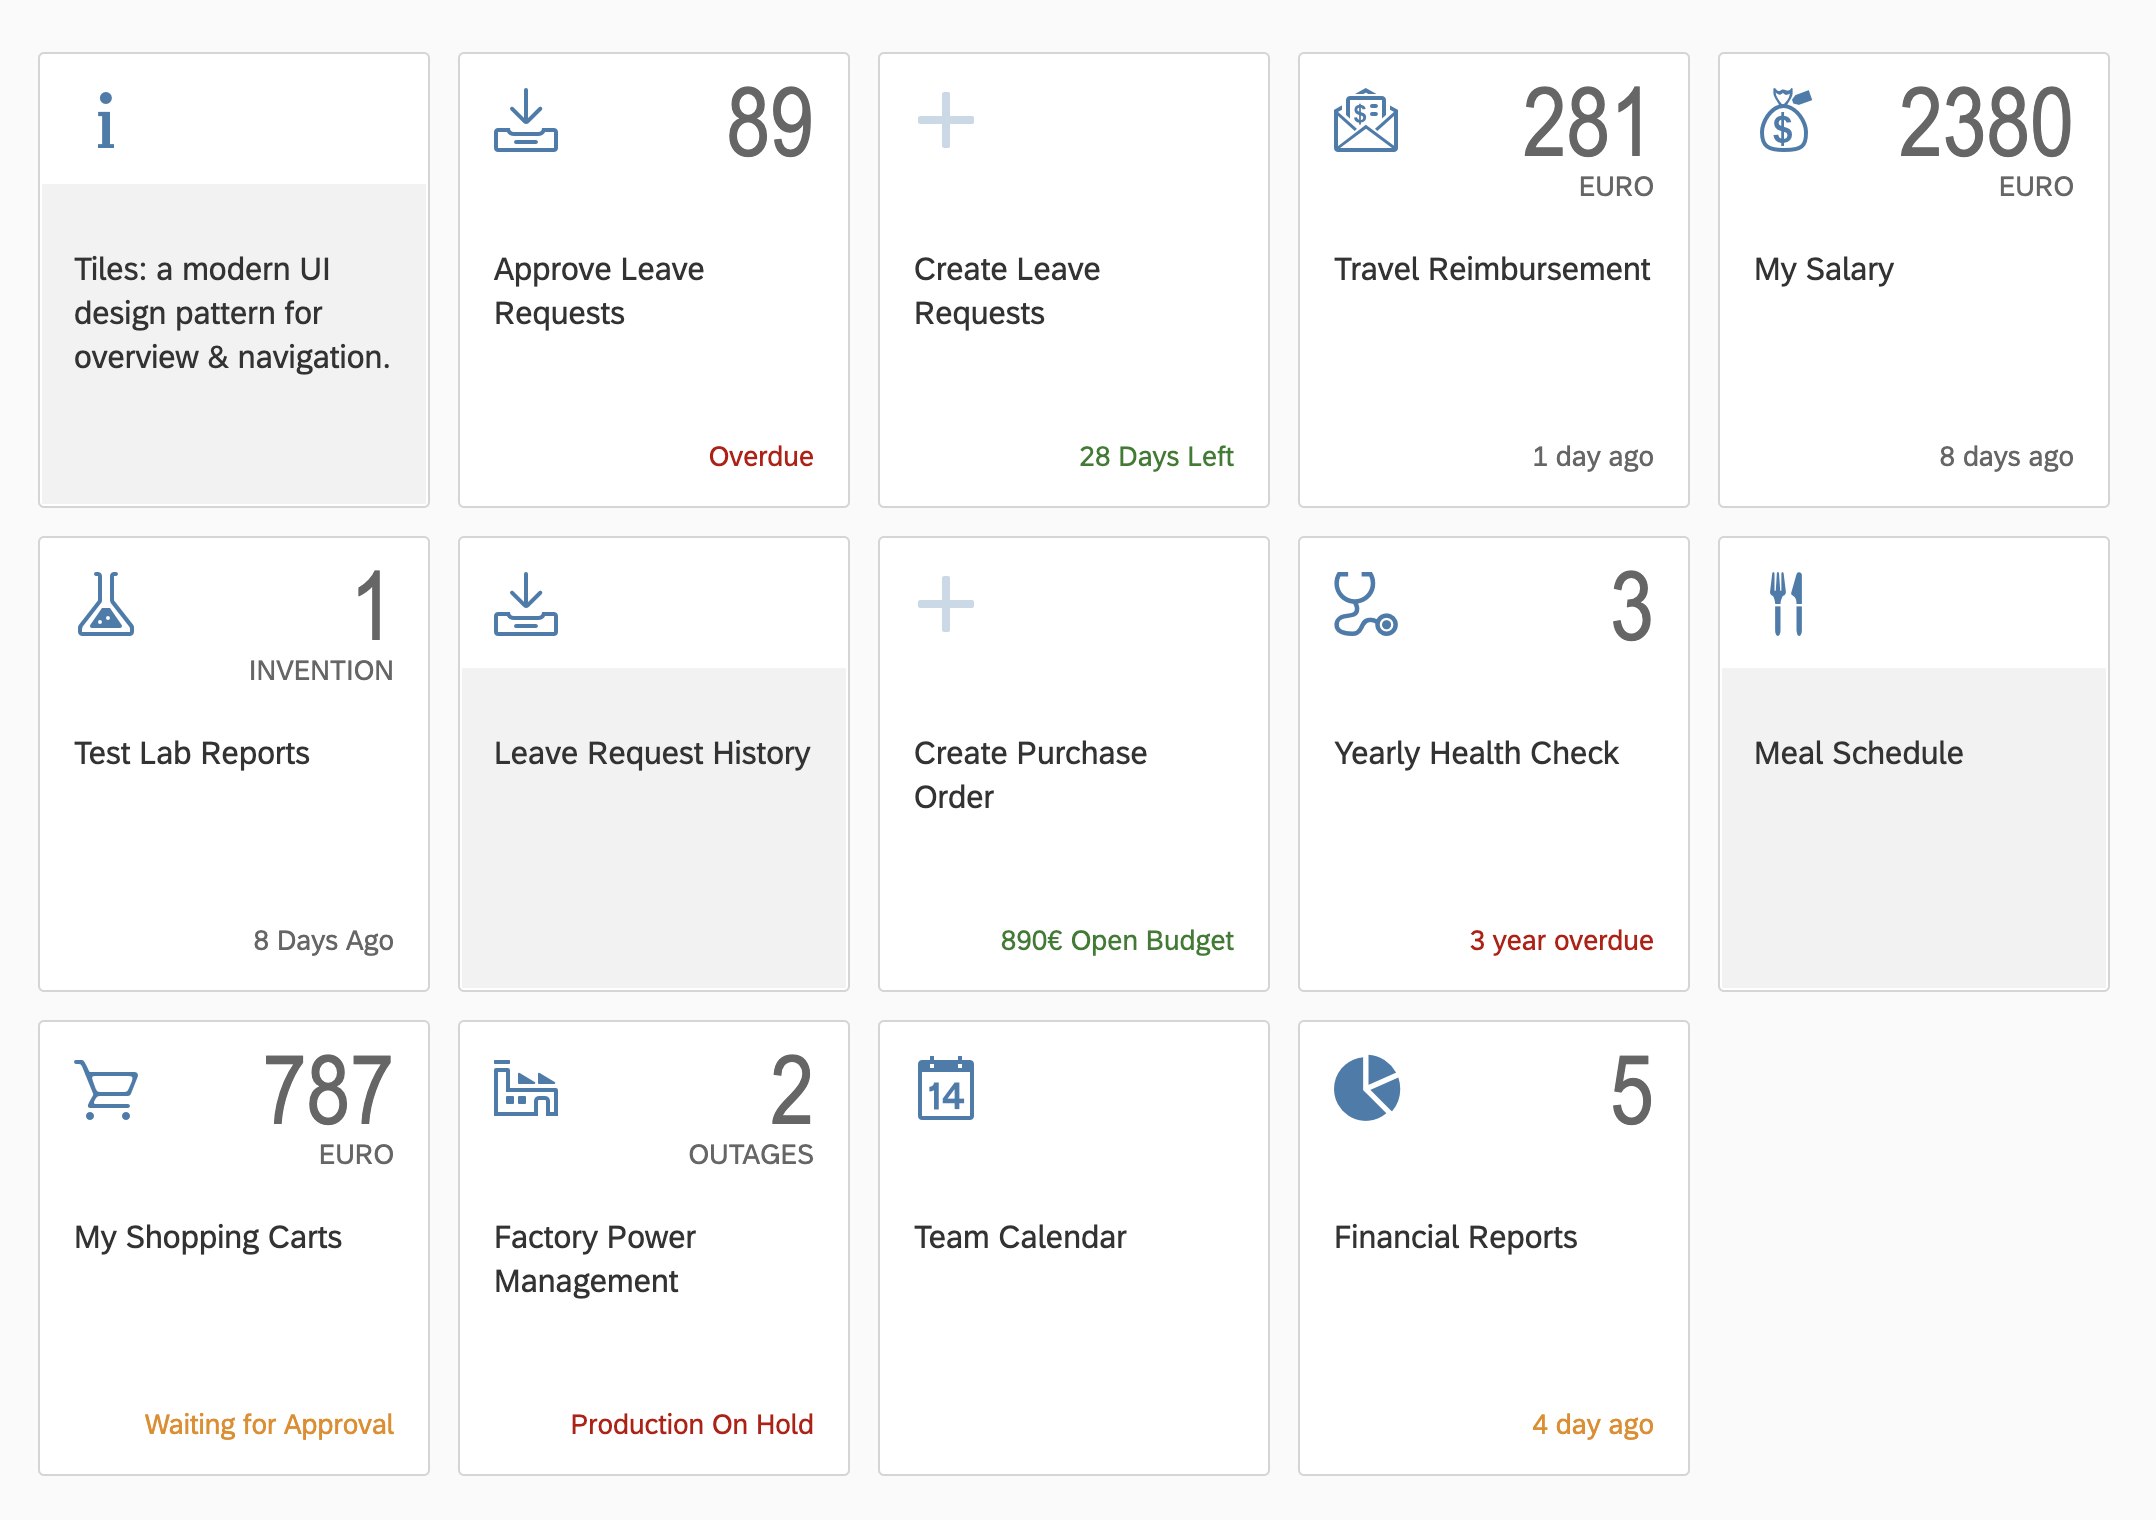 Tiles: a modern UI
design pattern for
overview & navigation.
89
Approve Leave
Requests
Overdue
Create Leave
Requests
28 Days Left
$
281
EURO
Travel Reimbursement
1 day ago
$
2380
EURO
My Salary
8 days ago
1
INVENTION
Test Lab Reports
8 Days Ago
Leave Request History
Create Purchase
Order
890€ Open Budget
3
Yearly Health Check
3 year overdue
Meal Schedule
787
EURO
My Shopping Carts
Waiting for Approval
2
OUTAGES
Factory Power
Management
Production On Hold
14
Team Calendar
5
Financial Reports
4 day ago